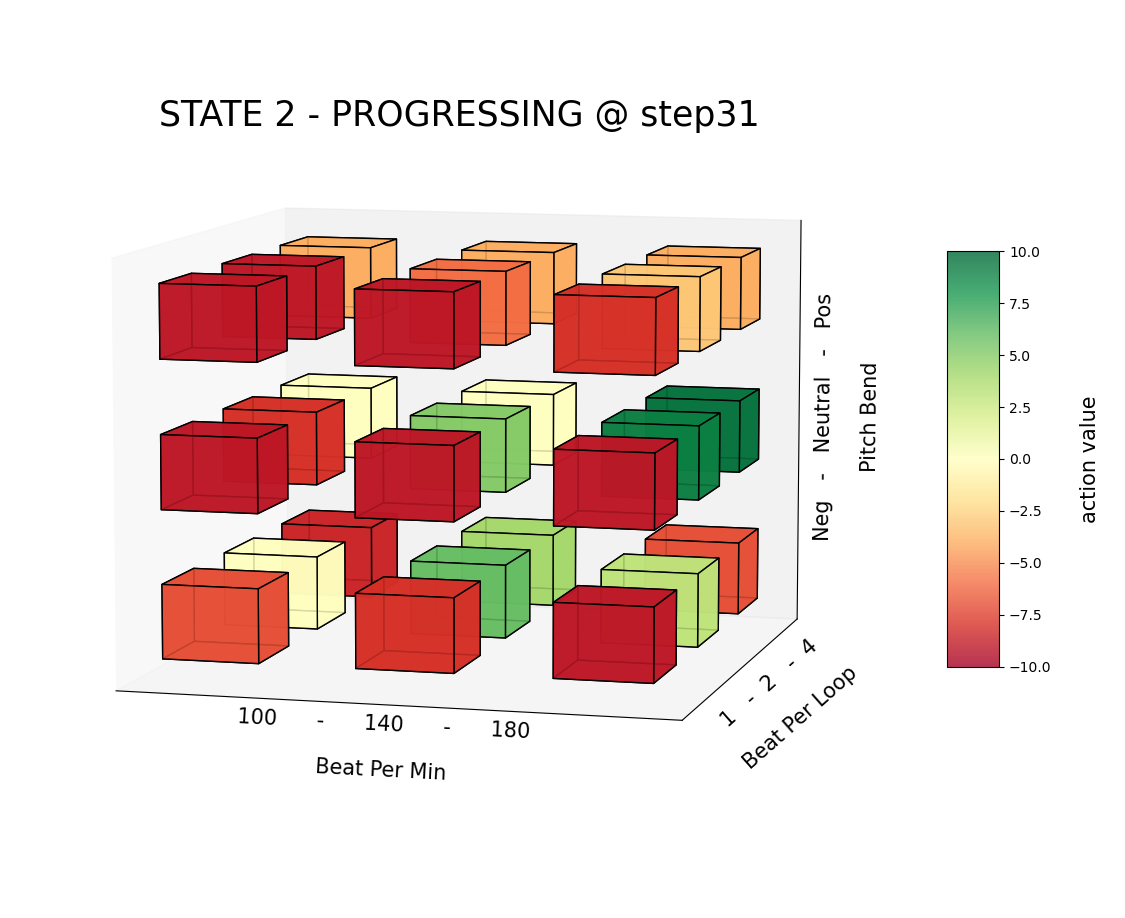 STATE 2 - PROGRESSING @ step31
Neg - Neutral - Pos
Pitch Bend
100 - 140 - 180
Beat Per Min
1 - 2 - 4
Beat Per Loop
10.0
7.5
5.0
2.5
0.0
−2.5
−5.0
−7.5
−10.0
action value